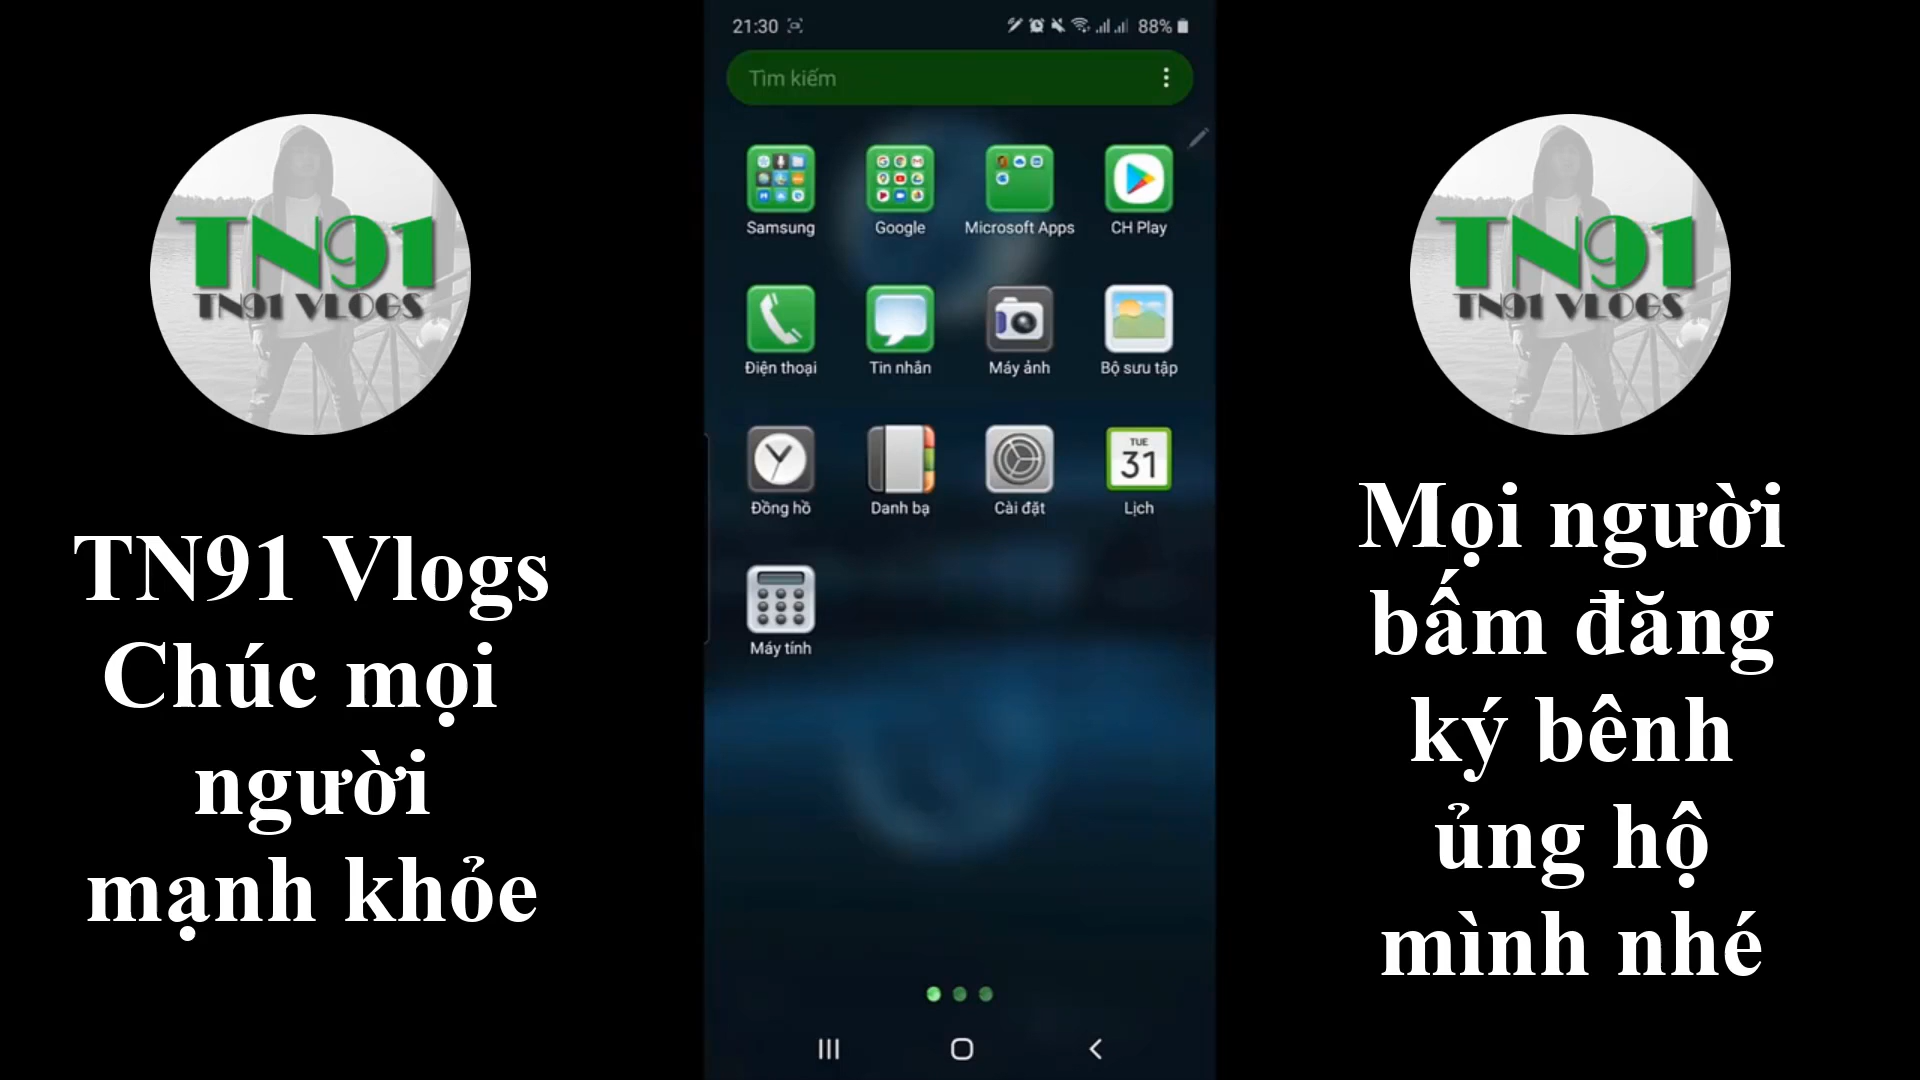 21:30
88%
Tìm kiếm
Samsung
Google
Microsoft Apps
CH Play
Điện thoại
Tin nhắn
Máy ảnh
Bộ sưu tập
TUE
31
Đồng hồ
Danh bạ
Cài đặt
Lịch
Máy tính
TN91
TN91 VLOGS
TN91 Vlogs
Chúc mọi
người
mạnh khỏe
TN91
TN91 VLOGS
Mọi người
bấm đăng
ký bênh
ủng hộ
mình nhé